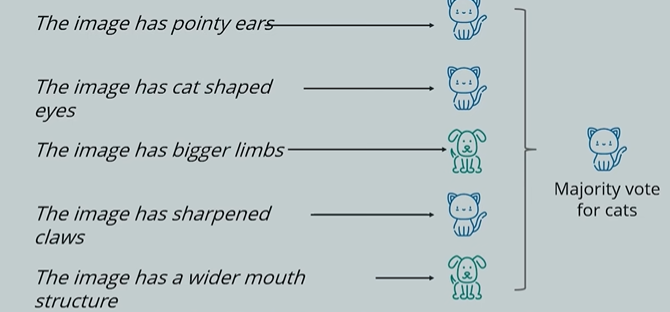 The image has pointy ears
The image has cat shaped
eyes
The image has bigger limbs
The image has sharpened
claws
The image has a wider mouth
structure
Majority vote
for cats